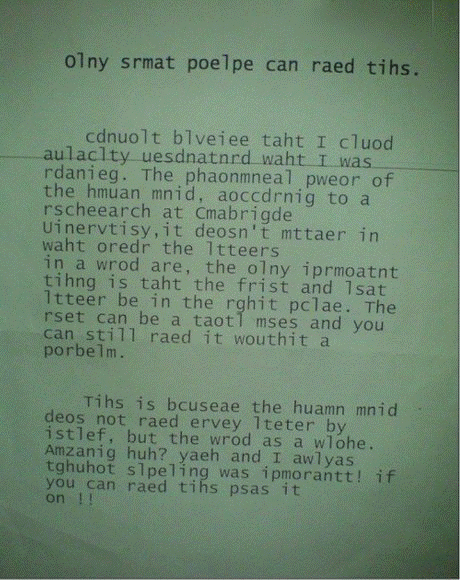 Olny srmat poelpe can raed tihs.
cdnuolt blveiee taht I cluod
aulaclty uesdnatnrd waht I was
rdanieg. The phaonmneal pweor of
the hmuan mnid, aoccdrnig to a
rscheearch at Cmabrigde
Uinervtisy,it deosn't mttaer in
waht oredr the ltteers
in a wrod are, the olny iprmoatnt
tihng is taht the frist and lsat
ltteer be in the rghit pclae. The
rset can be a taotl mses and you
can still raed it wouthit a
porbelm.
Tihs is bcuseae the huamn mnid
deos not raed ervey lteter by
istlef, but the wrod as a wlohe.
Amzanig huh? yaeh and I awlyas
tghuhot slpeling was ipmorantt! if
you can raed tihs psas it
on !!